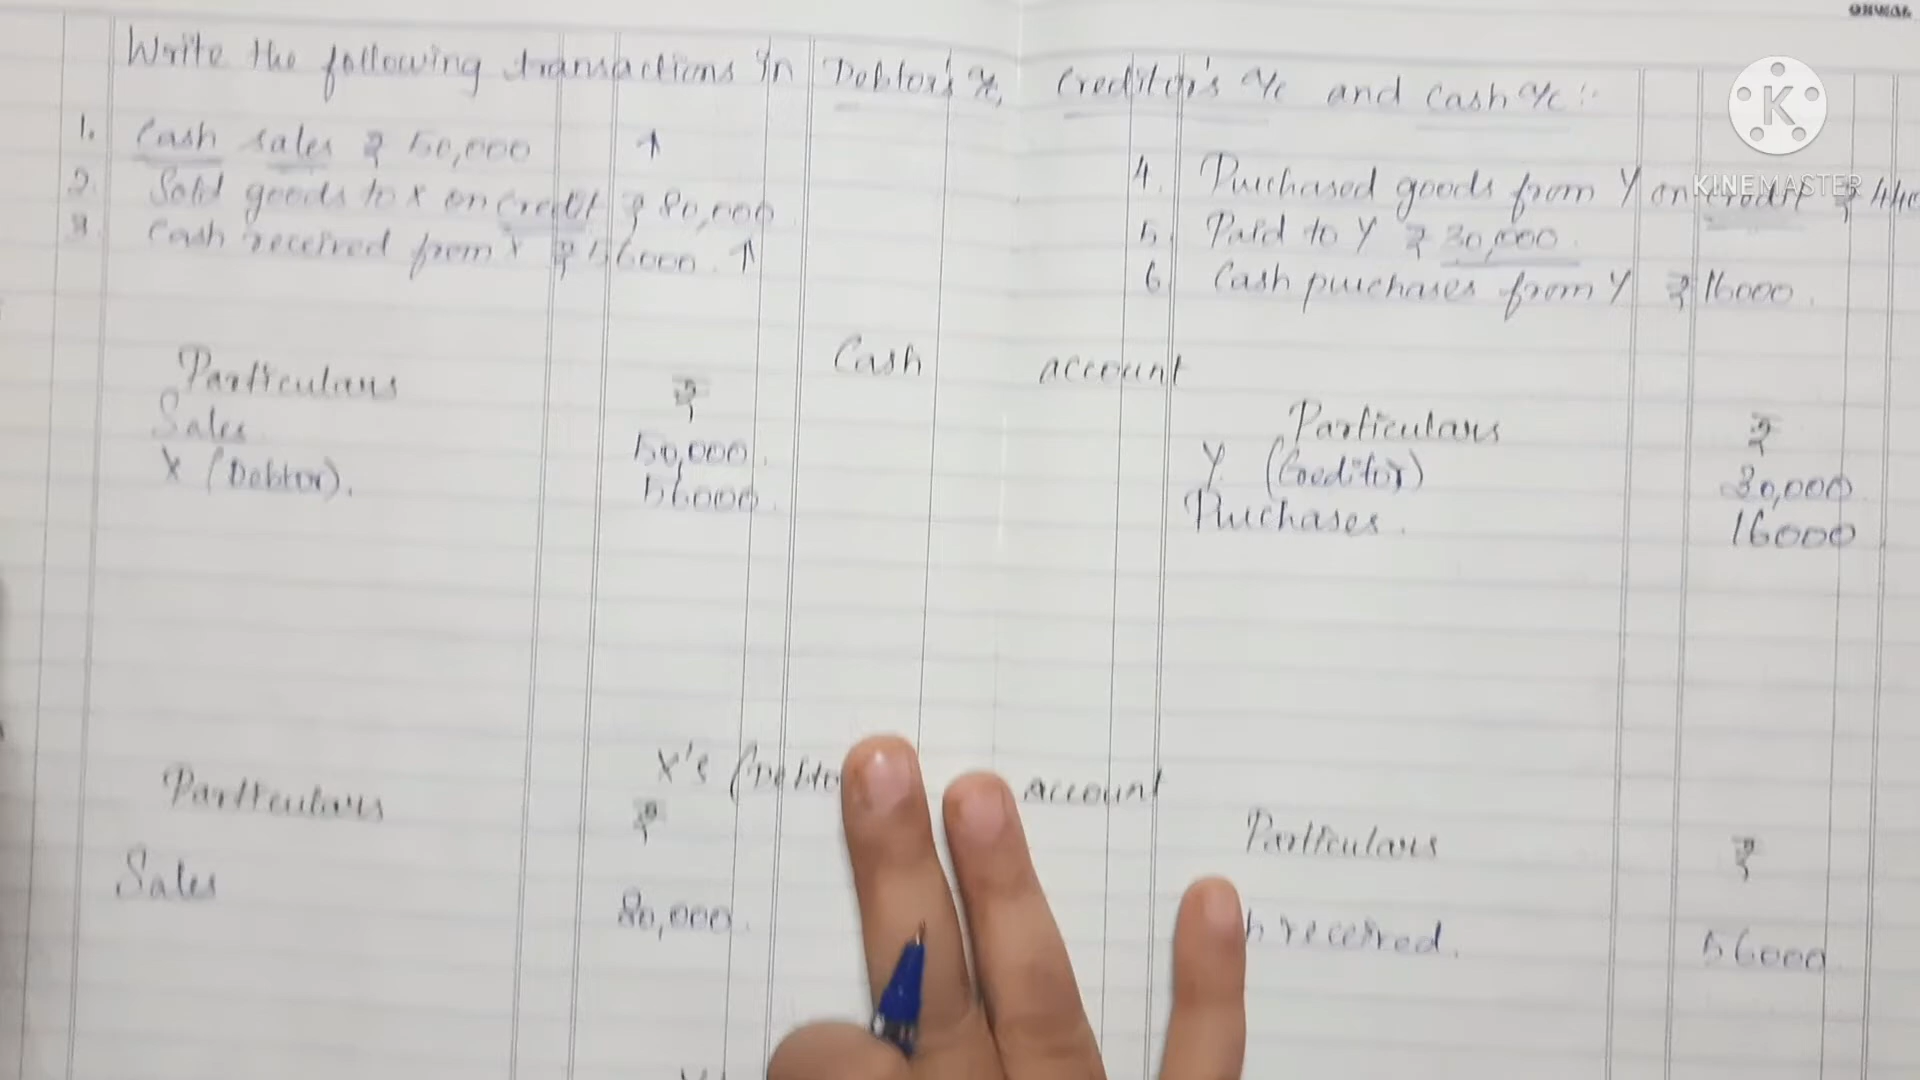 Write the following transactions in Debtor's a/c, Creditor's a/c and cash a/c:-
1. Cash sales ₹ 50,000 ↑
2. Sold goods to X on credit ₹ 80,000
3. Cash received from X ₹ 56000. ↑
4. Purchased goods from Y on credit ₹
5. Paid to Y ₹ 30,000.
6 Cash purchases from Y ₹ 16000.
K
KINEMASTER
Cash account
Particulars ₹ Particulars ₹
Sales 50,000. Y (Creditor) 30,000
X (Debtor). 56000. Purchases. 16000
X's account
Particulars ₹ Particulars ₹
Sales 80,000. received. 56000